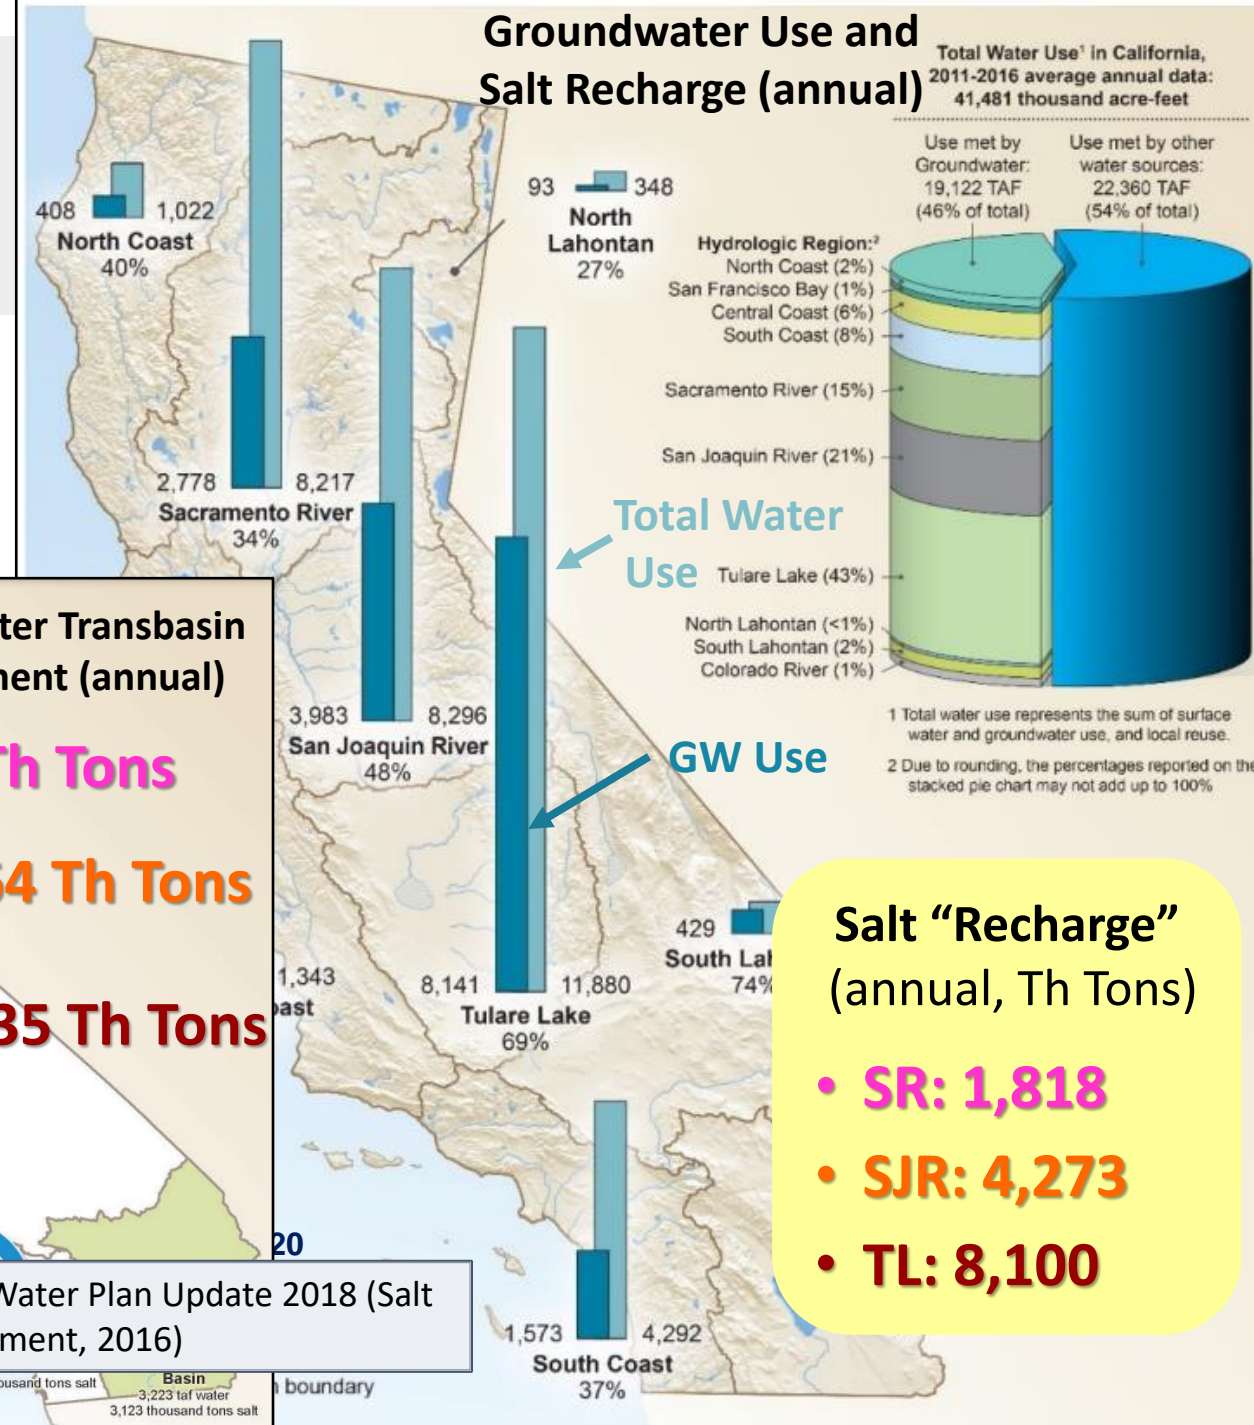 Groundwater Use and
Salt Recharge (annual)
Total Water Use¹ in California,
2011-2016 average annual data:
41,481 thousand acre-feet
Use met by
Groundwater:
19,122 TAF
(46% of total)
Use met by other
water sources:
22,360 TAF
(54% of total)
Hydrologic Region:²
North Coast (2%)
San Francisco Bay (1%)
Central Coast (6%)
South Coast (8%)
Sacramento River (15%)
San Joaquin River (21%)
Tulare Lake (43%)
North Lahontan (<1%)
South Lahontan (2%)
Colorado River (1%)
1 Total water use represents the sum of surface
water and groundwater use, and local reuse.
2 Due to rounding, the percentages reported on the
stacked pie chart may not add up to 100%
408 1,022
North Coast
40%
93 348
North
Lahontan
27%
2,778 8,217
Sacramento River
34%
Total Water
Use
3,983 8,296
San Joaquin River
48%
GW Use
8,141 11,880
Tulare Lake
69%
429
South Lah
74%
1,343
oast
1,573 4,292
South Coast
37%
ter Transbasin
ment (annual)
Th Tons
54 Th Tons
35 Th Tons
Salt “Recharge”
(annual, Th Tons)
• SR: 1,818
• SJR: 4,273
• TL: 8,100
20
Water Plan Update 2018 (Salt
ment, 2016)
ousand tons salt
Basin
3,223 taf water
3,123 thousand tons salt
boundary